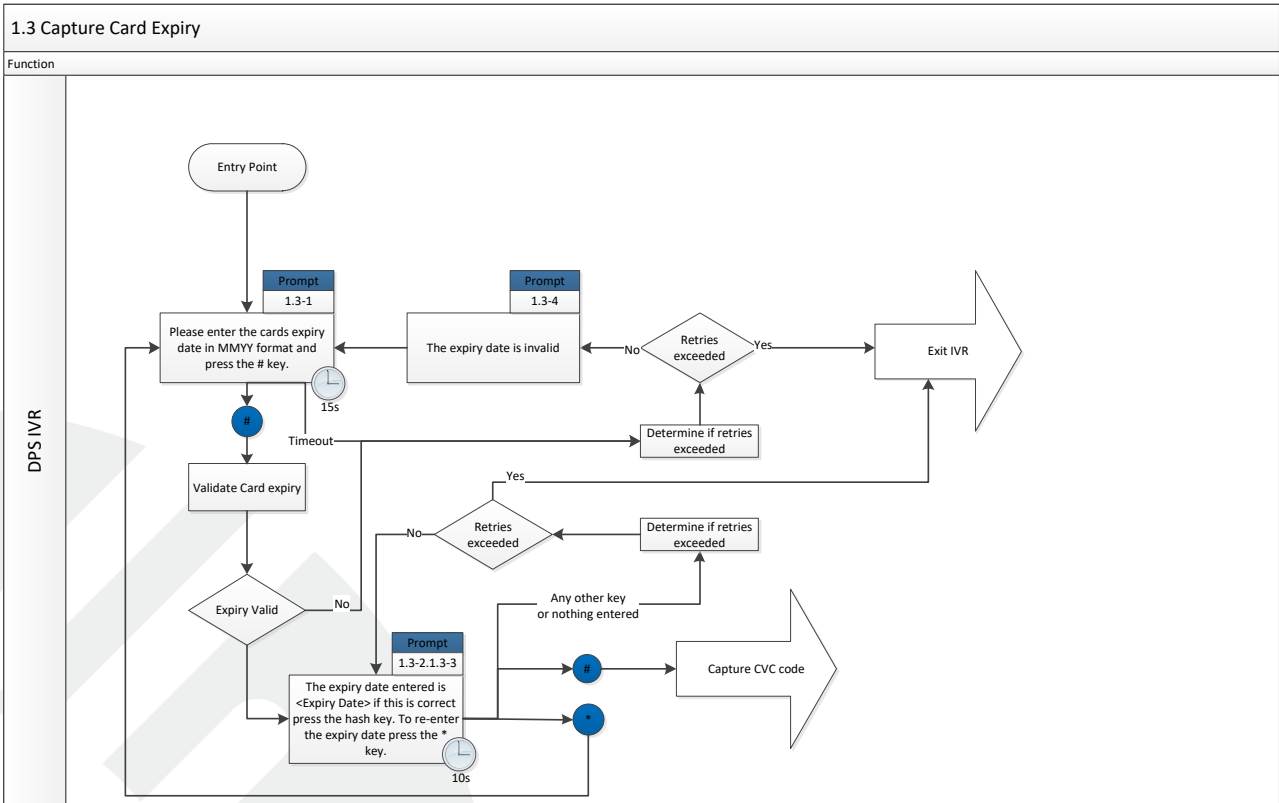 1.3 Capture Card Expiry
Function
DPS IVR
Entry Point
Prompt
1.3-1
Please enter the cards expiry
date in MMYY format and
press the # key.
15s
Prompt
1.3-4
The expiry date is invalid
No
Retries
exceeded
Yes
Exit IVR
#
Timeout
Determine if retries
exceeded
Validate Card expiry
Yes
Retries
exceeded
No
Determine if retries
exceeded
Expiry Valid
No
Any other key
or nothing entered
Prompt
1.3-2.1.3-3
The expiry date entered is
<Expiry Date> if this is correct
press the hash key. To re-enter
the expiry date press the *
key.
10s
#
Capture CVC code
*